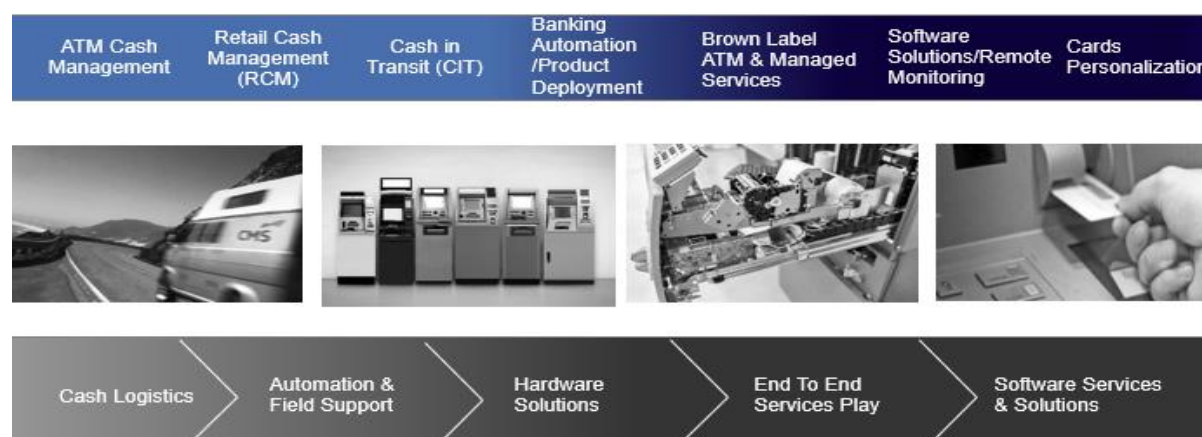 ATM Cash
Management
Retail Cash
Management
(RCM)
Cash in
Transit (CIT)
Banking
Automation
/Product
Deployment
Brown Label
ATM & Managed
Services
Software
Solutions/Remote
Monitoring
Cards
Personalization
CMS
Cash Logistics
Automation &
Field Support
Hardware
Solutions
End To End
Services Play
Software Services
& Solutions